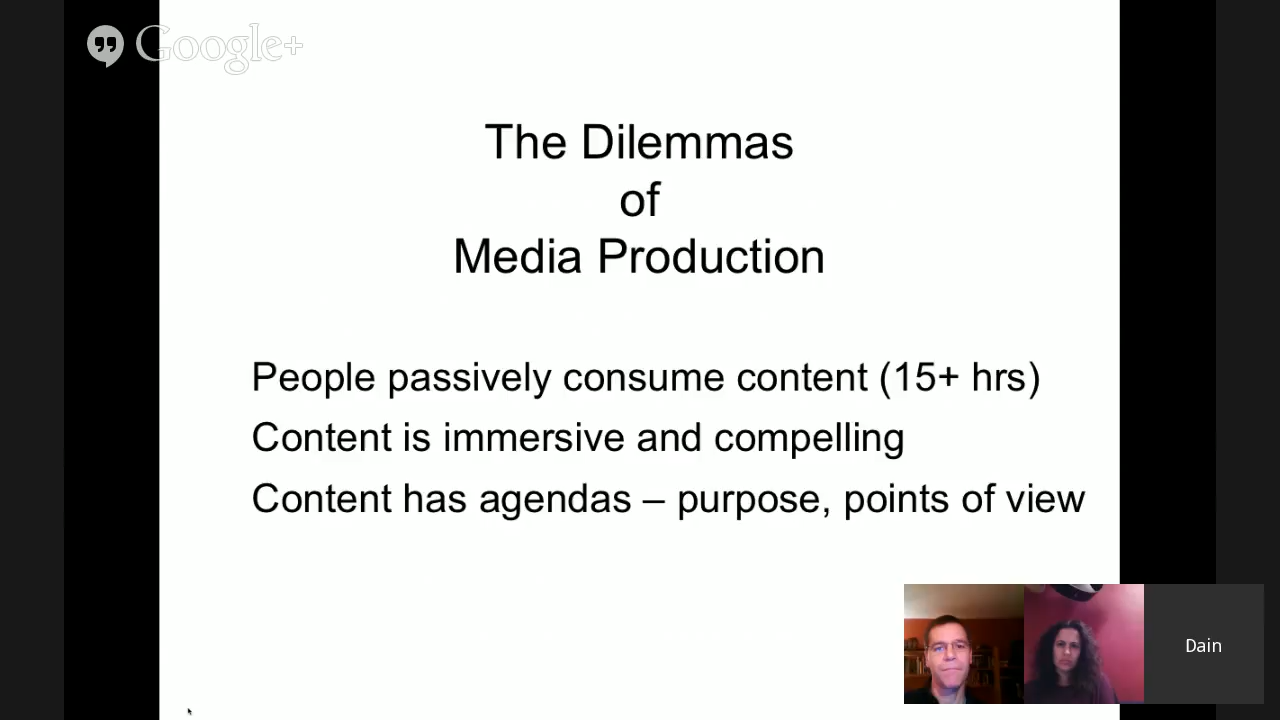 Google+
The Dilemmas
of
Media Production
People passively consume content (15+ hrs)
Content is immersive and compelling
Content has agendas – purpose, points of view
Dain